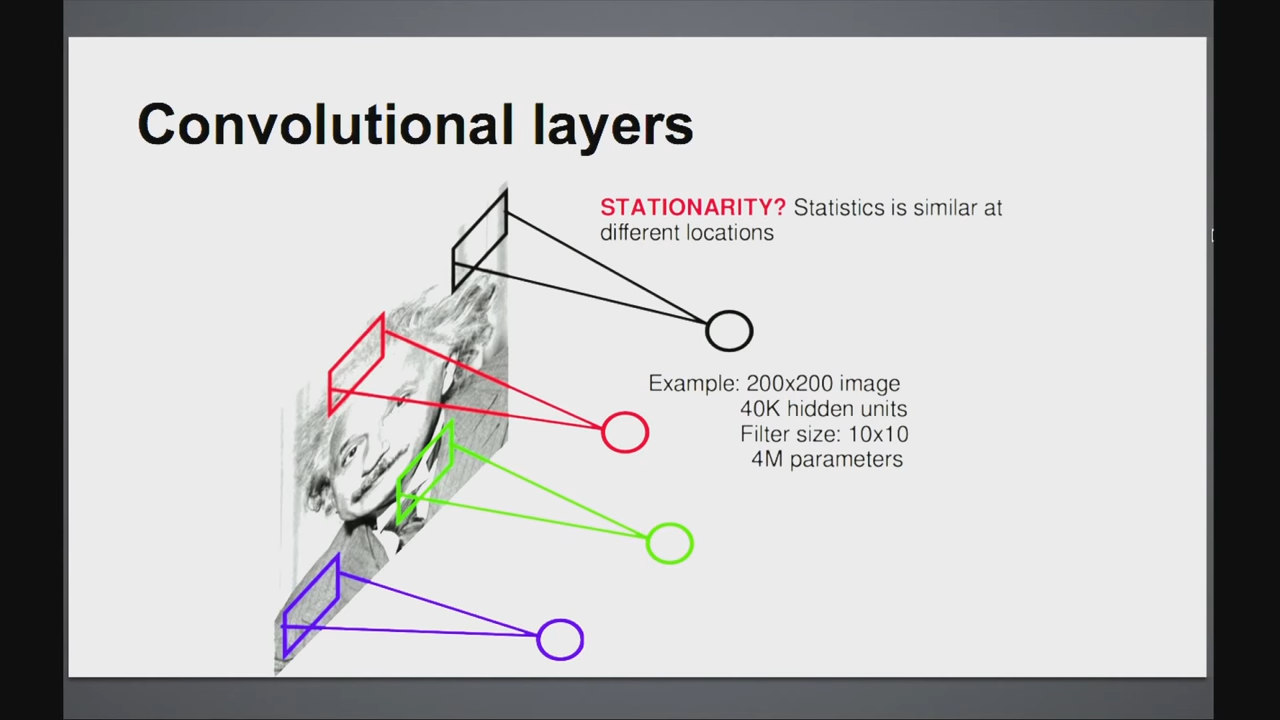 Convolutional layers
STATIONARITY? Statistics is similar at
different locations
Example: 200x200 image
40K hidden units
Filter size: 10x10
4M parameters